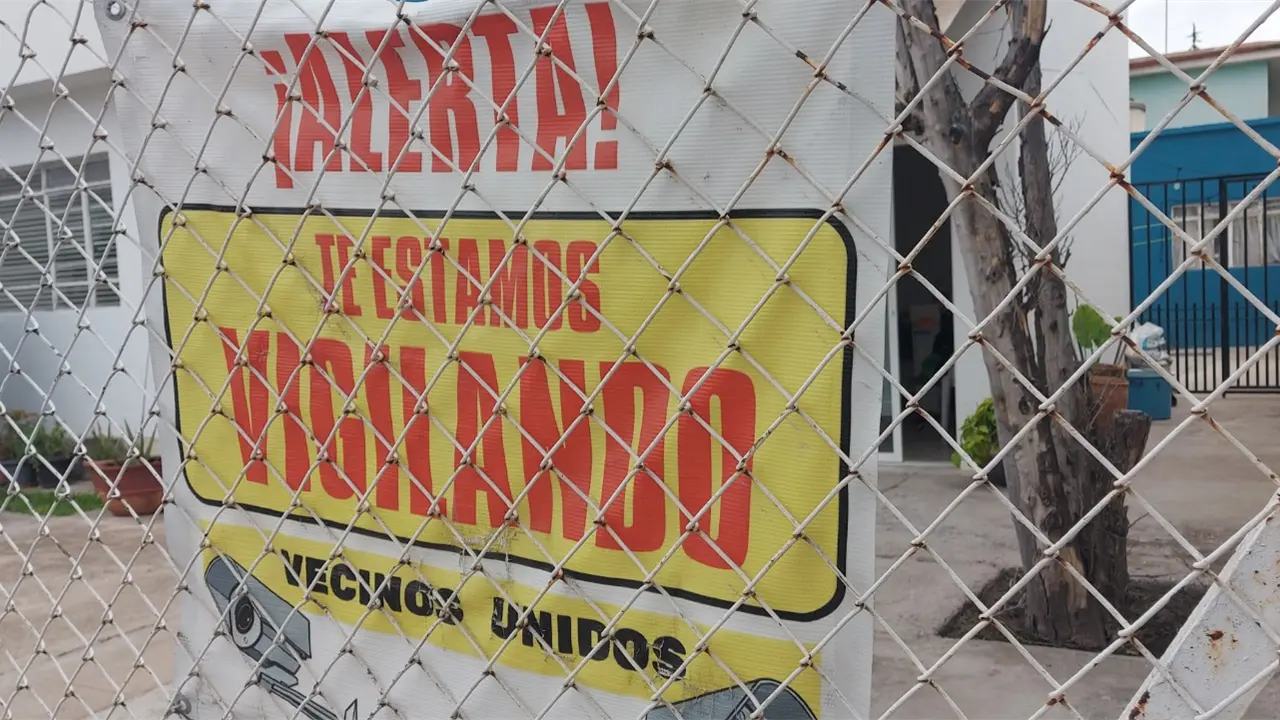 ¡ALERTA!
TE ESTAMOS
VIGILANDO
VECINOS UNIDOS